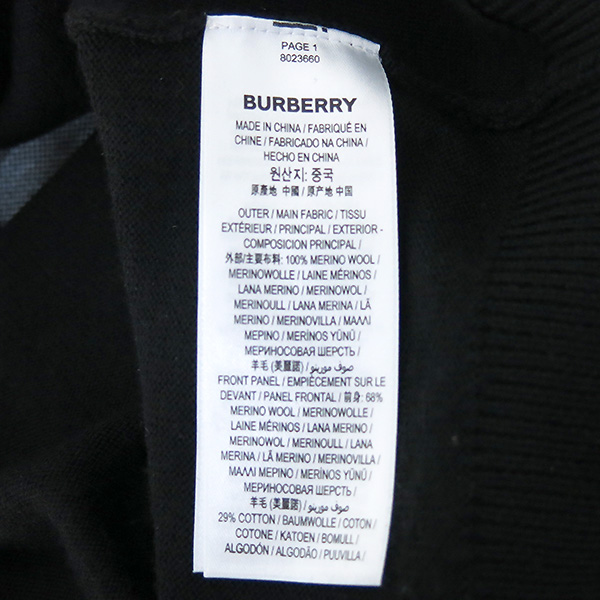 PAGE 1
8023660
BURBERRY
MADE IN CHINA / FABRIQUÉ EN
CHINE / FABRICADO NA CHINA /
HECHO EN CHINA
원산지: 중국
原產地 中國 / 原产地 中国
OUTER / MAIN FABRIC / TISSU
EXTÉRIEUR / PRINCIPAL / EXTERIOR -
COMPOSICION PRINCIPAL /
外部/主要布料: 100% MERINO WOOL /
MERINOWOLLE / LAINE MÉRINOS /
LANA MERINO / MERINOWOL /
MERINOULL / LANA MERINA / LÃ
MERINO / MERINOVILLA / ΜΑΛΛΙ
ΜΕΡΙΝΟ / MERİNOS YÜNÜ /
МЕРИНОСОВАЯ ШЕРСТЬ /
羊毛 (美麗諾) / صوف مورينو /
FRONT PANEL / EMPIÈCEMENT SUR LE
DEVANT / PANEL FRONTAL / 前身: 68%
MERINO WOOL / MERINOWOLLE /
LAINE MÉRINOS / LANA MERINO /
MERINOWOL / MERINOULL / LANA
MERINA / LÃ MERINO / MERINOVILLA /
ΜΑΛΛΙ ΜΕΡΙΝΟ / MERİNOS YÜNÜ /
МЕРИНОСОВАЯ ШЕРСТЬ /
羊毛 (美麗諾) / صوف مورينو /
29% COTTON / BAUMWOLLE / COTON /
COTONE / KATOEN / BOMULL /
ALGODÓN / ALGODÃO / PUUVILLA /